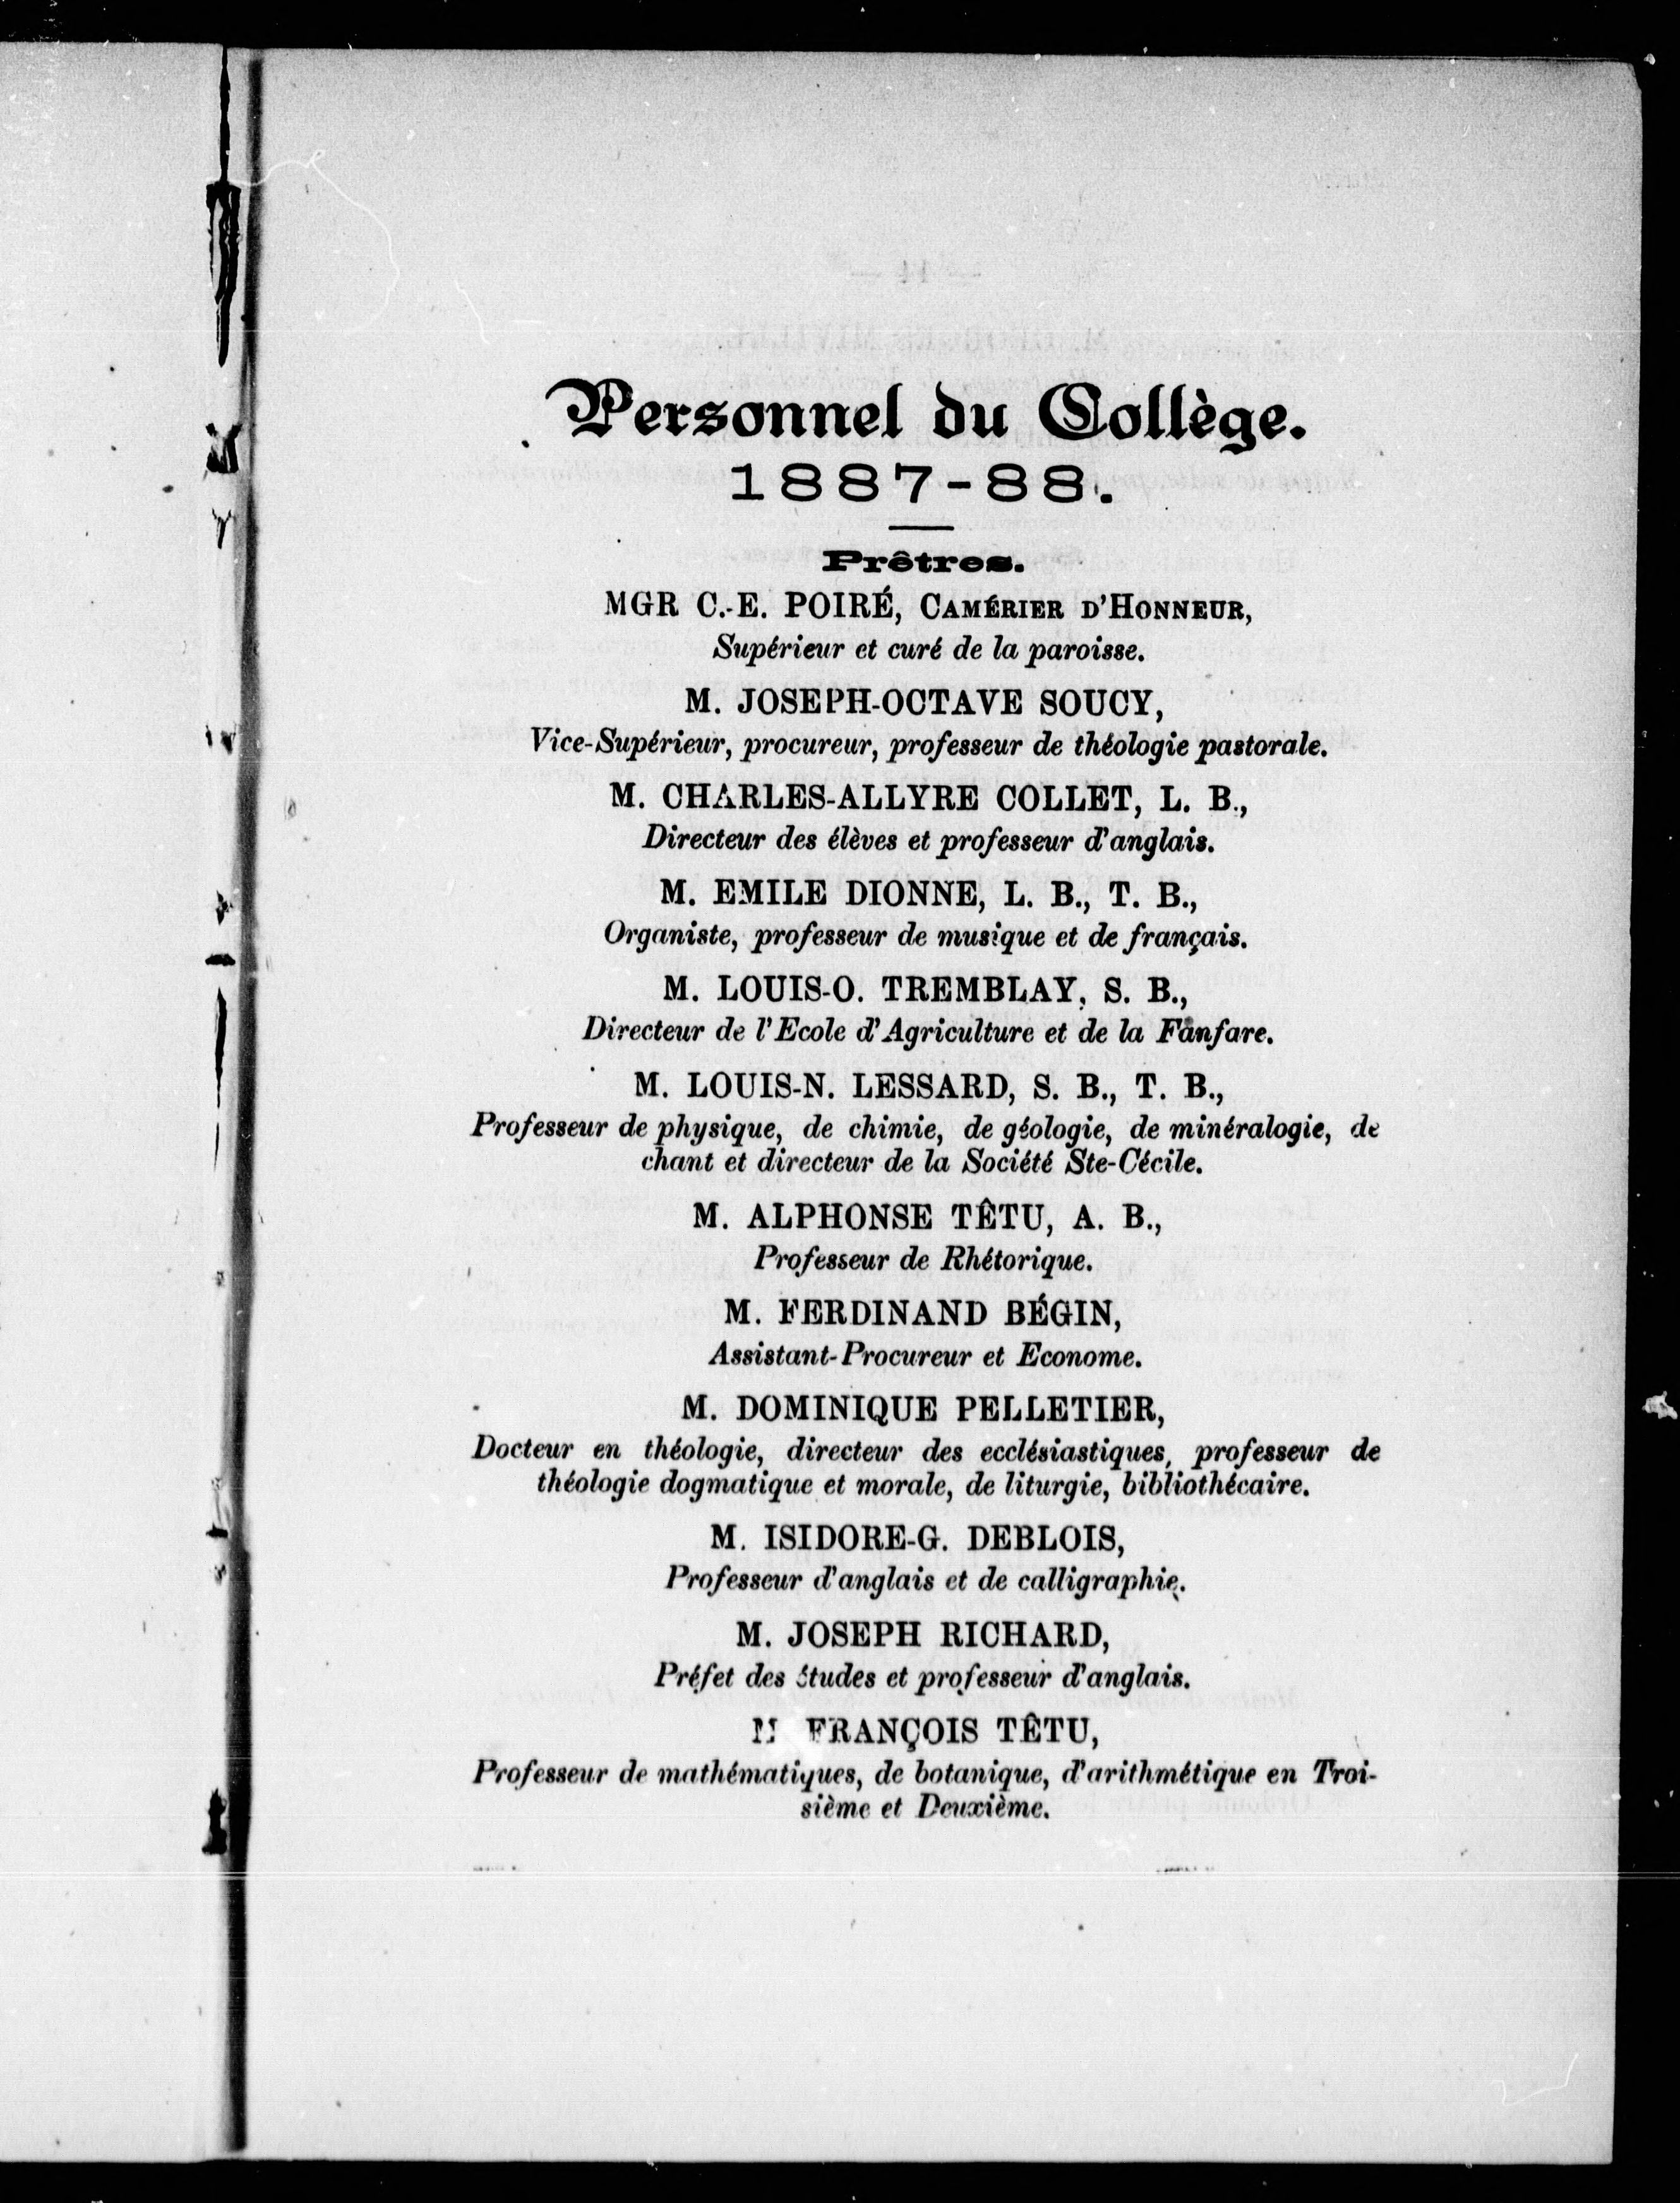 Personnel du Collège.
1887-88.
Prêtres.
MGR C.-E. POIRÉ, CAMÉRIER D'HONNEUR,
Supérieur et curé de la paroisse.
M. JOSEPH-OCTAVE SOUCY,
Vice-Supérieur, procureur, professeur de théologie pastorale.
M. CHARLES-ALLYRE COLLET, L. B.,
Directeur des élèves et professeur d'anglais.
M. EMILE DIONNE, L. B., T. B.,
Organiste, professeur de musique et de français.
M. LOUIS-O. TREMBLAY, S. B.,
Directeur de l'Ecole d'Agriculture et de la Fanfare.
M. LOUIS-N. LESSARD, S. B., T. B.,
Professeur de physique, de chimie, de géologie, de minéralogie, de
chant et directeur de la Société Ste-Cécile.
M. ALPHONSE TÊTU, A. B.,
Professeur de Rhétorique.
M. FERDINAND BÉGIN,
Assistant-Procureur et Econome.
M. DOMINIQUE PELLETIER,
Docteur en théologie, directeur des ecclésiastiques, professeur de
théologie dogmatique et morale, de liturgie, bibliothécaire.
M. ISIDORE-G. DEBLOIS,
Professeur d'anglais et de calligraphie.
M. JOSEPH RICHARD,
Préfet des études et professeur d'anglais.
M FRANÇOIS TÊTU,
Professeur de mathématiques, de botanique, d'arithmétique en Troi-
sième et Deuxième.